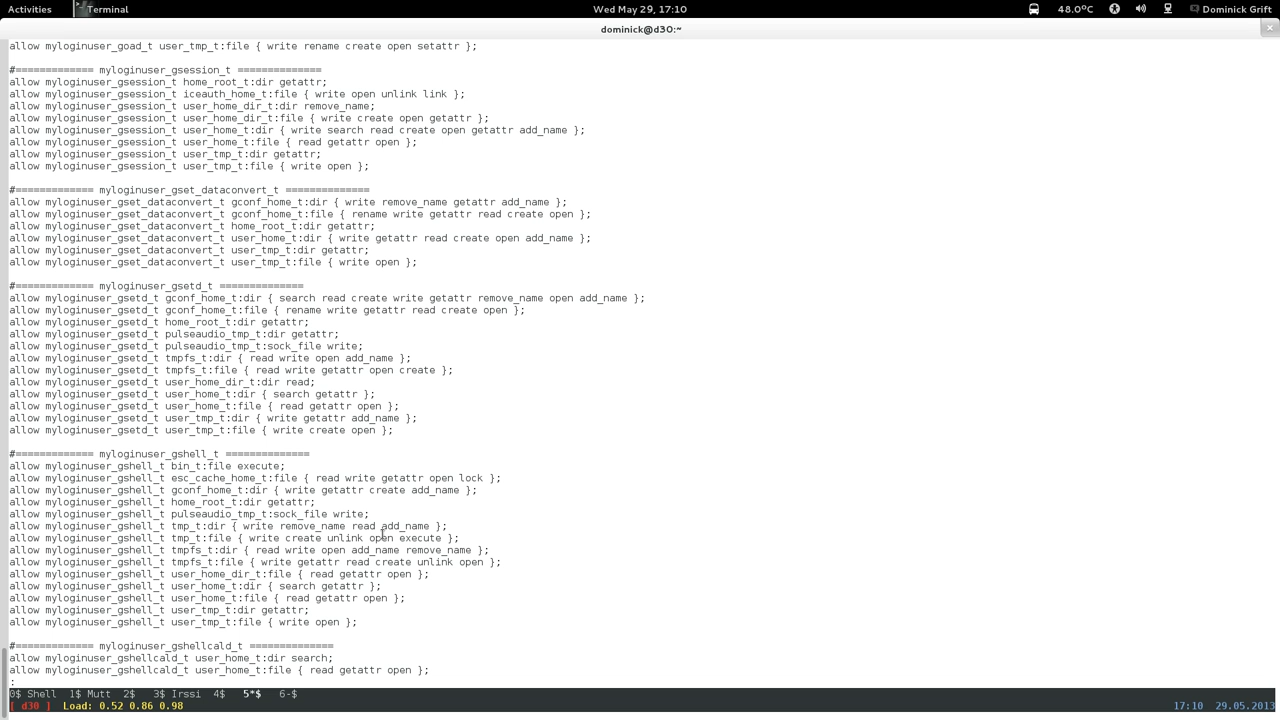 Activities Terminal Wed May 29, 17:10 48.0°C Dominick Grift
dominick@d30:~
allow myloginuser_goad_t user_tmp_t:file { write rename create open setattr };
#============= myloginuser_gsession_t ==============
allow myloginuser_gsession_t home_root_t:dir getattr;
allow myloginuser_gsession_t iceauth_home_t:file { write open unlink link };
allow myloginuser_gsession_t user_home_dir_t:dir remove_name;
allow myloginuser_gsession_t user_home_dir_t:file { write create open getattr };
allow myloginuser_gsession_t user_home_t:dir { write search read create open getattr add_name };
allow myloginuser_gsession_t user_home_t:file { read getattr open };
allow myloginuser_gsession_t user_tmp_t:dir getattr;
allow myloginuser_gsession_t user_tmp_t:file { write open };
#============= myloginuser_gset_dataconvert_t ==============
allow myloginuser_gset_dataconvert_t gconf_home_t:dir { write remove_name getattr add_name };
allow myloginuser_gset_dataconvert_t gconf_home_t:file { rename write getattr read create open };
allow myloginuser_gset_dataconvert_t home_root_t:dir getattr;
allow myloginuser_gset_dataconvert_t user_home_t:dir { write getattr read create open add_name };
allow myloginuser_gset_dataconvert_t user_tmp_t:dir getattr;
allow myloginuser_gset_dataconvert_t user_tmp_t:file { write open };
#============= myloginuser_gsetd_t ==============
allow myloginuser_gsetd_t gconf_home_t:dir { search read create write getattr remove_name open add_name };
allow myloginuser_gsetd_t gconf_home_t:file { rename write getattr read create open };
allow myloginuser_gsetd_t home_root_t:dir getattr;
allow myloginuser_gsetd_t pulseaudio_tmp_t:dir getattr;
allow myloginuser_gsetd_t pulseaudio_tmp_t:sock_file write;
allow myloginuser_gsetd_t tmpfs_t:dir { read write open add_name };
allow myloginuser_gsetd_t tmpfs_t:file { read write getattr open create };
allow myloginuser_gsetd_t user_home_dir_t:dir read;
allow myloginuser_gsetd_t user_home_t:dir { search getattr };
allow myloginuser_gsetd_t user_home_t:file { read getattr open };
allow myloginuser_gsetd_t user_tmp_t:dir { write getattr add_name };
allow myloginuser_gsetd_t user_tmp_t:file { write create open };
#============= myloginuser_gshell_t ==============
allow myloginuser_gshell_t bin_t:file execute;
allow myloginuser_gshell_t esc_cache_home_t:file { read write getattr open lock };
allow myloginuser_gshell_t gconf_home_t:dir { write getattr create add_name };
allow myloginuser_gshell_t home_root_t:dir getattr;
allow myloginuser_gshell_t pulseaudio_tmp_t:sock_file write;
allow myloginuser_gshell_t tmp_t:dir { write remove_name read add_name };
allow myloginuser_gshell_t tmp_t:file { write create unlink open execute };
allow myloginuser_gshell_t tmpfs_t:dir { read write open add_name remove_name };
allow myloginuser_gshell_t tmpfs_t:file { write getattr read create unlink open };
allow myloginuser_gshell_t user_home_dir_t:file { read getattr open };
allow myloginuser_gshell_t user_home_t:dir { search getattr };
allow myloginuser_gshell_t user_home_t:file { read getattr open };
allow myloginuser_gshell_t user_tmp_t:dir getattr;
allow myloginuser_gshell_t user_tmp_t:file { write open };
#============= myloginuser_gshellcald_t ==============
allow myloginuser_gshellcald_t user_home_t:dir search;
allow myloginuser_gshellcald_t user_home_t:file { read getattr open };
:
0$ Shell 1$ Mutt 2$ 3$ Irssi 4$ 5*$ 6-$
[ d30 ] Load: 0.52 0.86 0.98 17:10 29.05.2013